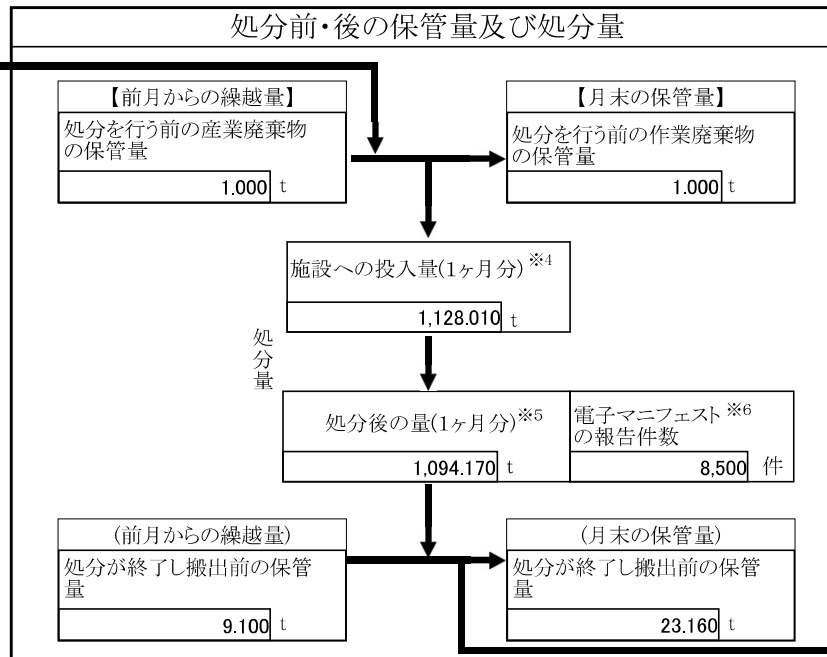 処分前・後の保管量及び処分量
【前月からの繰越量】
処分を行う前の産業廃棄物
の保管量
1.000 t
【月末の保管量】
処分を行う前の作業廃棄物
の保管量
1.000 t
施設への投入量(1ヶ月分)※4
1,128.010 t
処分量
処分後の量(1ヶ月分)※5
1,094.170 t
電子マニフェスト※6
の報告件数
8,500 件
(前月からの繰越量)
処分が終了し搬出前の保管
量
9.100 t
(月末の保管量)
処分が終了し搬出前の保管
量
23.160 t